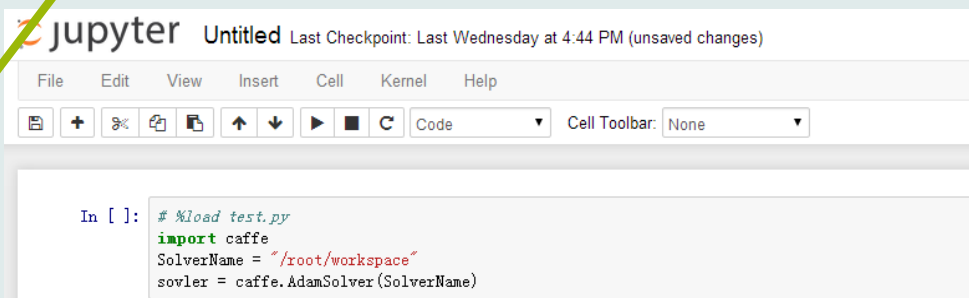 jupyter Untitled Last Checkpoint: Last Wednesday at 4:44 PM (unsaved changes)
File Edit View Insert Cell Kernel Help
Code Cell Toolbar: None
In [ ]: # %load test.py
import caffe
SolverName = "/root/workspace"
sovler = caffe.AdamSolver(SolverName)